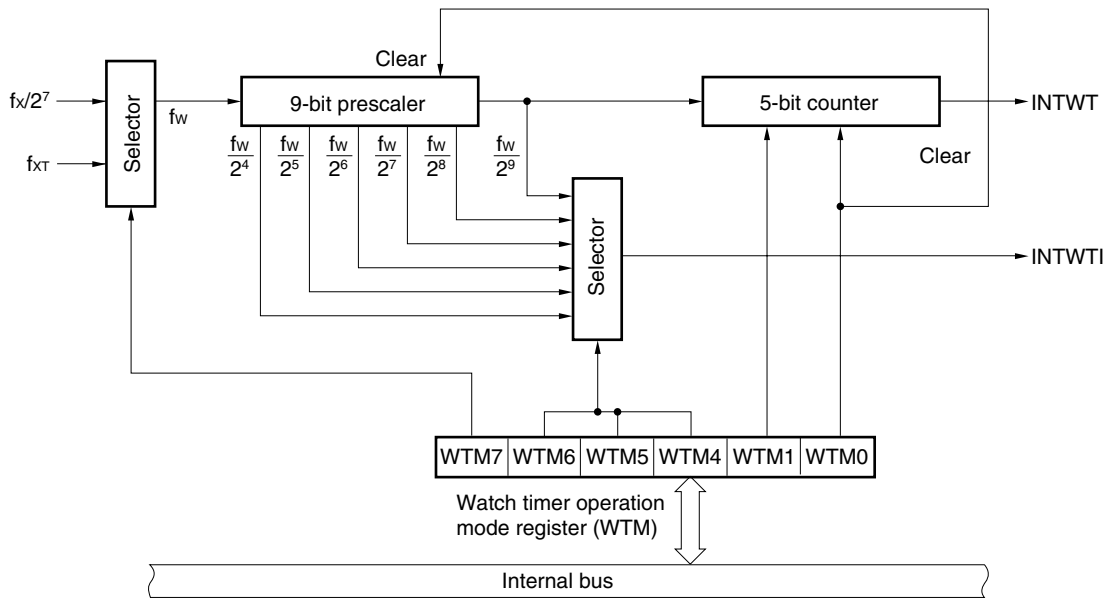 Clear
fX/2⁷
fXT
Selector
fW
9-bit prescaler
5-bit counter
INTWT
Clear
fW/2⁴
fW/2⁵
fW/2⁶
fW/2⁷
fW/2⁸
fW/2⁹
Selector
INTWTI
WTM7 WTM6 WTM5 WTM4 WTM1 WTM0
Watch timer operation
mode register (WTM)
Internal bus